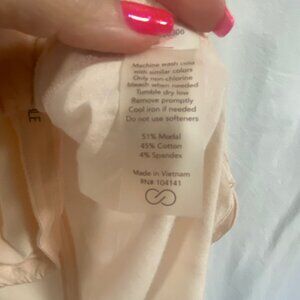 Machine wash cold
with similar colors
Only non-chlorine
bleach when needed
Tumble dry low
Remove promptly
Cool iron if needed
Do not use softeners
51% Modal
45% Cotton
4% Spandex
Made in Vietnam
RN# 104141